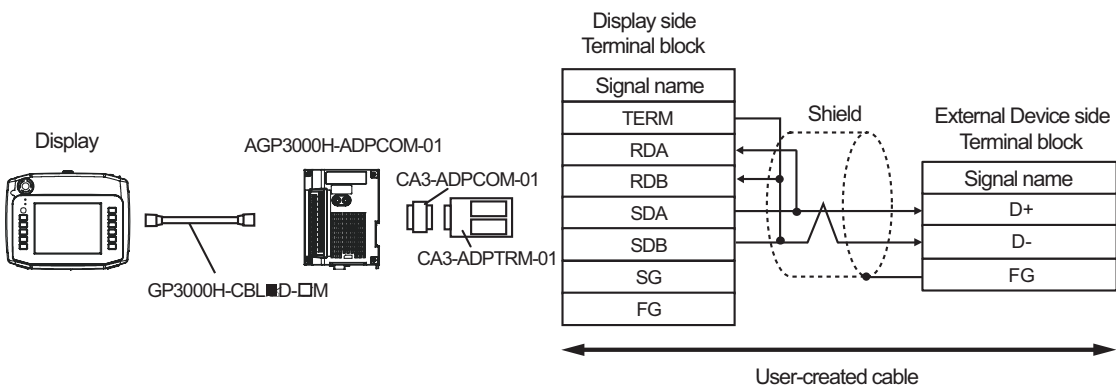 Display
AGP3000H-ADPCOM-01
CA3-ADPCOM-01
CA3-ADPTRM-01
GP3000H-CBL■D-□M
Display side
Terminal block
Signal name
TERM
RDA
RDB
SDA
SDB
SG
FG
Shield
External Device side
Terminal block
Signal name
D+
D-
FG
User-created cable